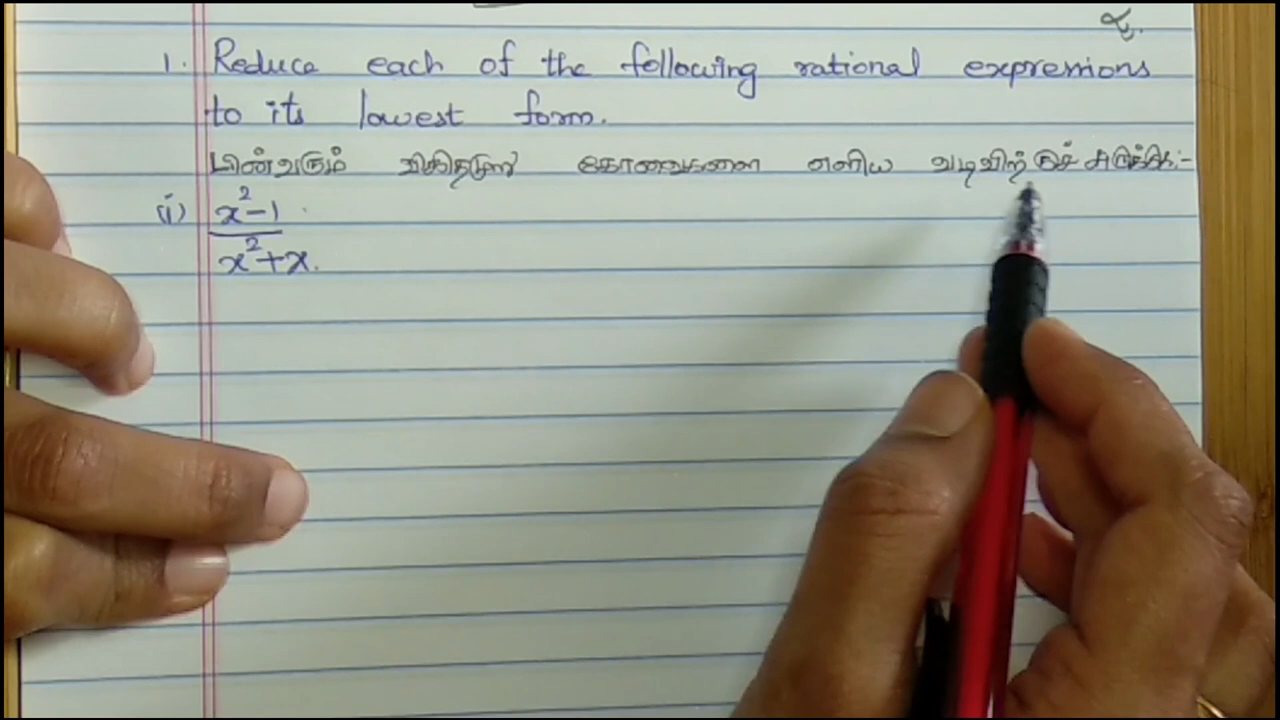 1. Reduce each of the following rational expressions
to its lowest form.
பின்வரும் விகிதமுறு கோவைகளை எளிய வடிவிற்குச் சுருக்குக:-
(i) x²-1
x²+x.